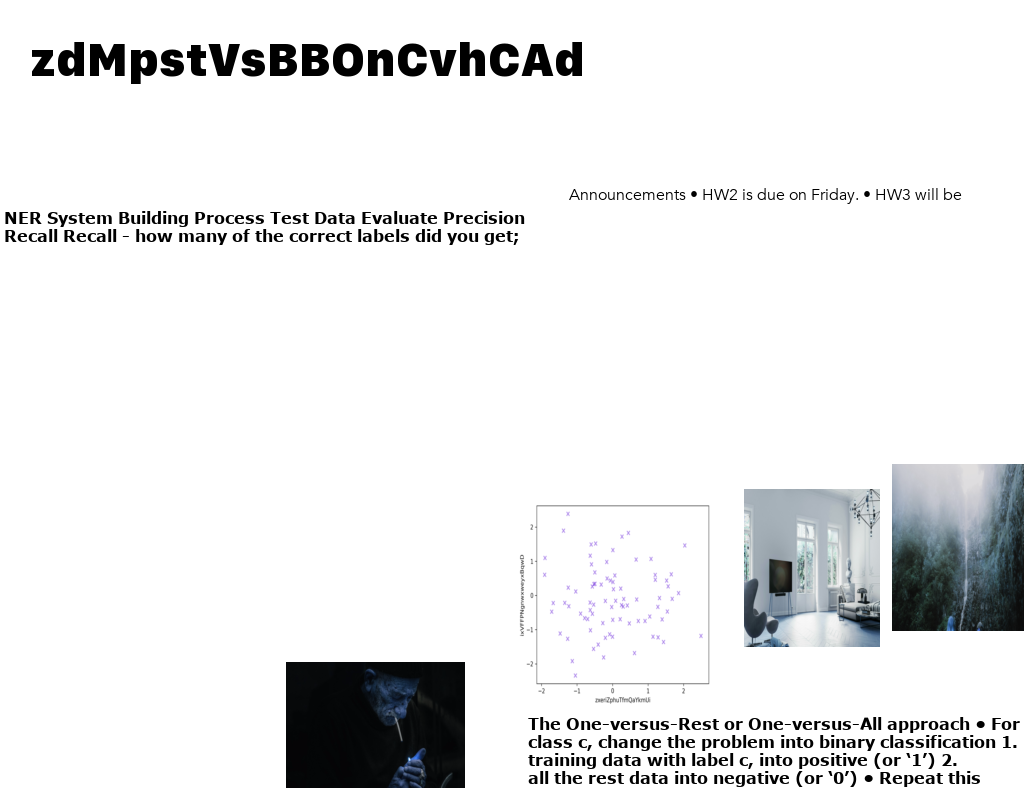 zdMpstVsBBOnCvhCAd
Announcements • HW2 is due on Friday. • HW3 will be
NER System Building Process Test Data Evaluate Precision
Recall Recall - how many of the correct labels did you get;
2
1
0
−1
−2
−2 −1 0 1 2
zxeriZphuTfmQaYkmUi
The One-versus-Rest or One-versus-All approach • For
class c, change the problem into binary classification 1.
training data with label c, into positive (or ‘1’) 2.
all the rest data into negative (or ‘0’) • Repeat this